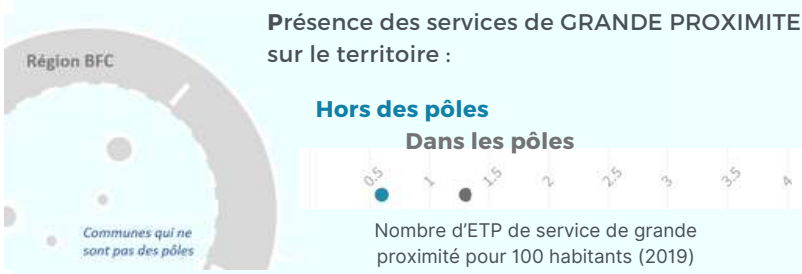 Présence des services de GRANDE PROXIMITE
sur le territoire :
Région BFC
Hors des pôles
Dans les pôles
0.5 1 1.5 2 2.5 3 3.5 4
Communes qui ne
sont pas des pôles
Nombre d'ETP de service de grande
proximité pour 100 habitants (2019)